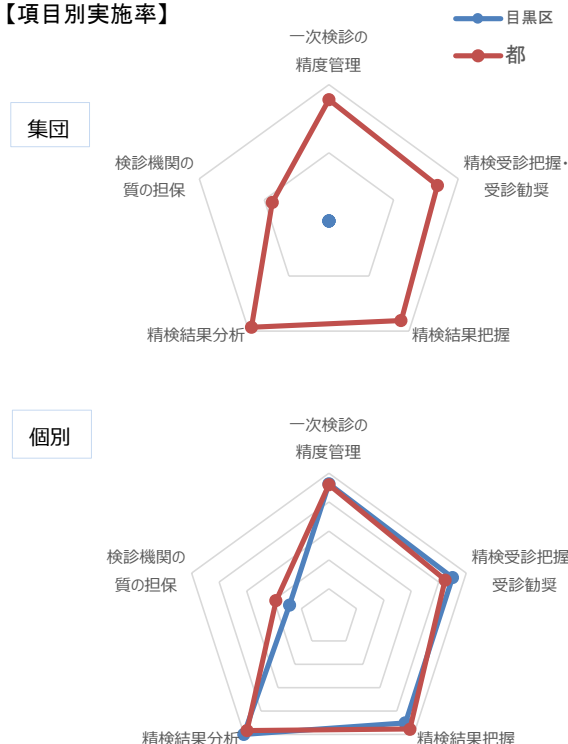 【項目別実施率】
目黒区
都
集団
一次検診の
精度管理
精検受診把握・
受診勧奨
精検結果把握
精検結果分析
検診機関の
質の担保
個別
一次検診の
精度管理
精検受診把握
受診勧奨
精検結果把握
精検結果分析
検診機関の
質の担保